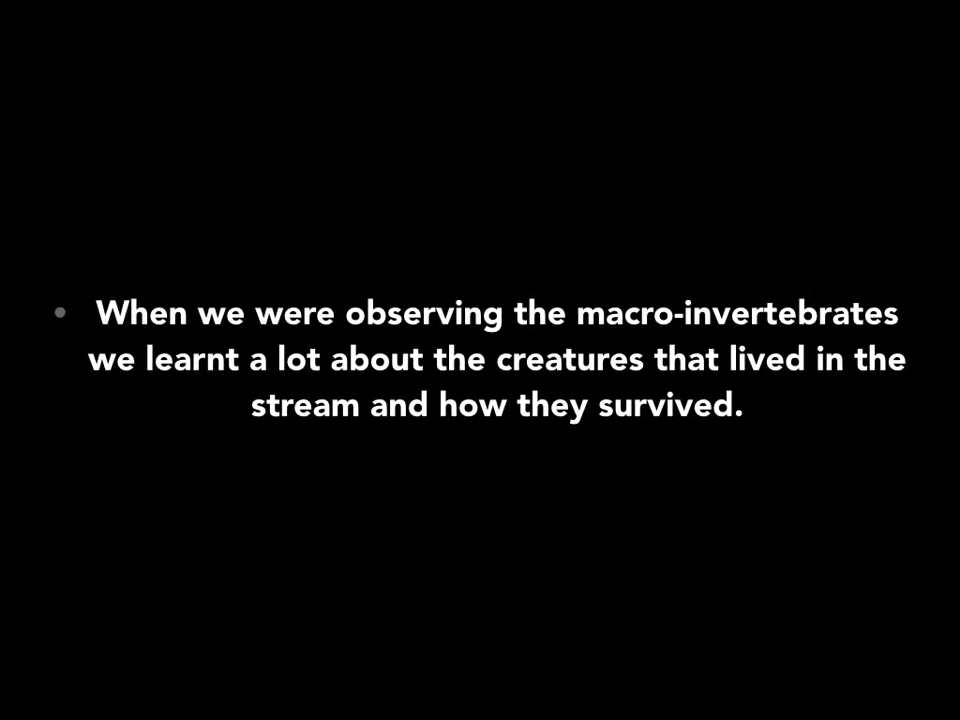 • When we were observing the macro-invertebrates
we learnt a lot about the creatures that lived in the
stream and how they survived.